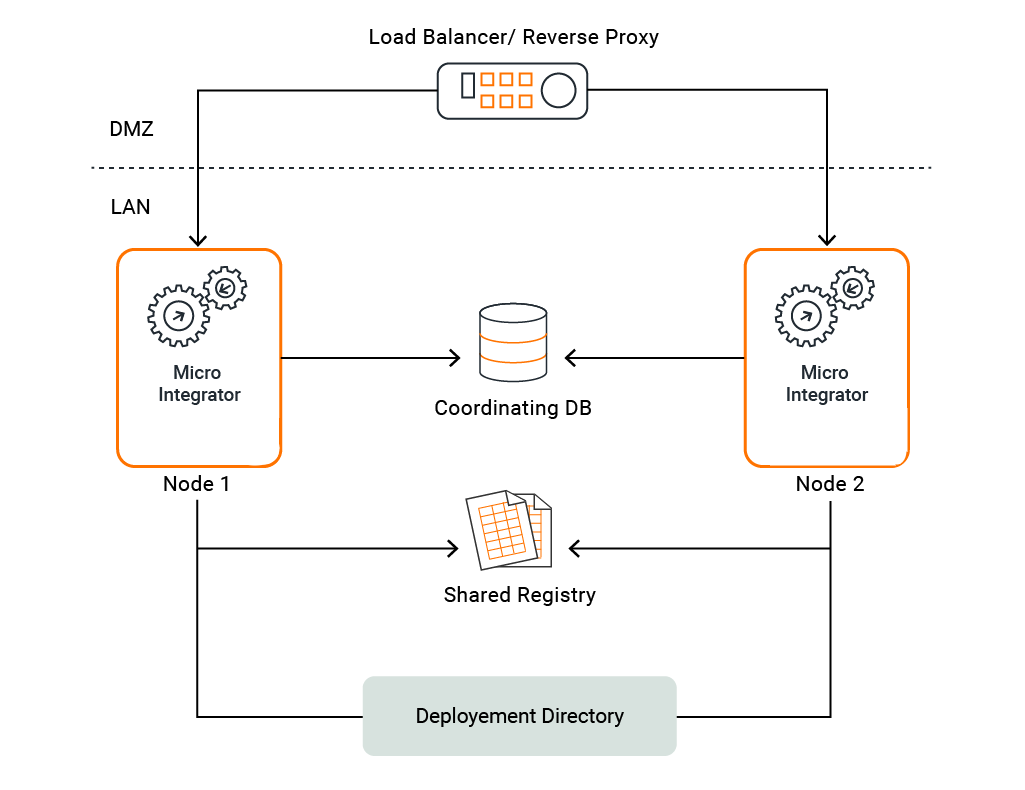 Load Balancer/ Reverse Proxy
DMZ
LAN
Micro
Integrator
Micro
Integrator
Coordinating DB
Node 1
Node 2
Shared Registry
Deployement Directory